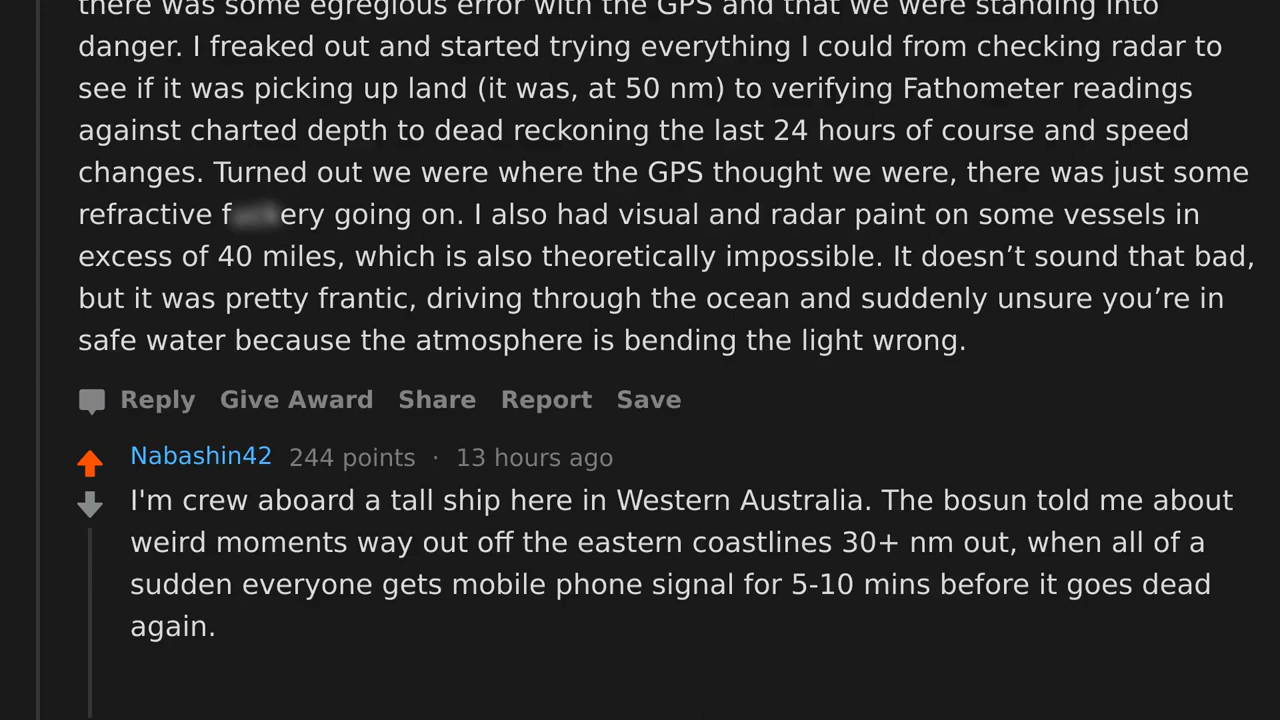 there was some egregious error with the GPS and that we were standing into
danger. I freaked out and started trying everything I could from checking radar to
see if it was picking up land (it was, at 50 nm) to verifying Fathometer readings
against charted depth to dead reckoning the last 24 hours of course and speed
changes. Turned out we were where the GPS thought we were, there was just some
refractive f ery going on. I also had visual and radar paint on some vessels in
excess of 40 miles, which is also theoretically impossible. It doesn’t sound that bad,
but it was pretty frantic, driving through the ocean and suddenly unsure you’re in
safe water because the atmosphere is bending the light wrong.
Reply Give Award Share Report Save
Nabashin42 244 points · 13 hours ago
I'm crew aboard a tall ship here in Western Australia. The bosun told me about
weird moments way out off the eastern coastlines 30+ nm out, when all of a
sudden everyone gets mobile phone signal for 5-10 mins before it goes dead
again.